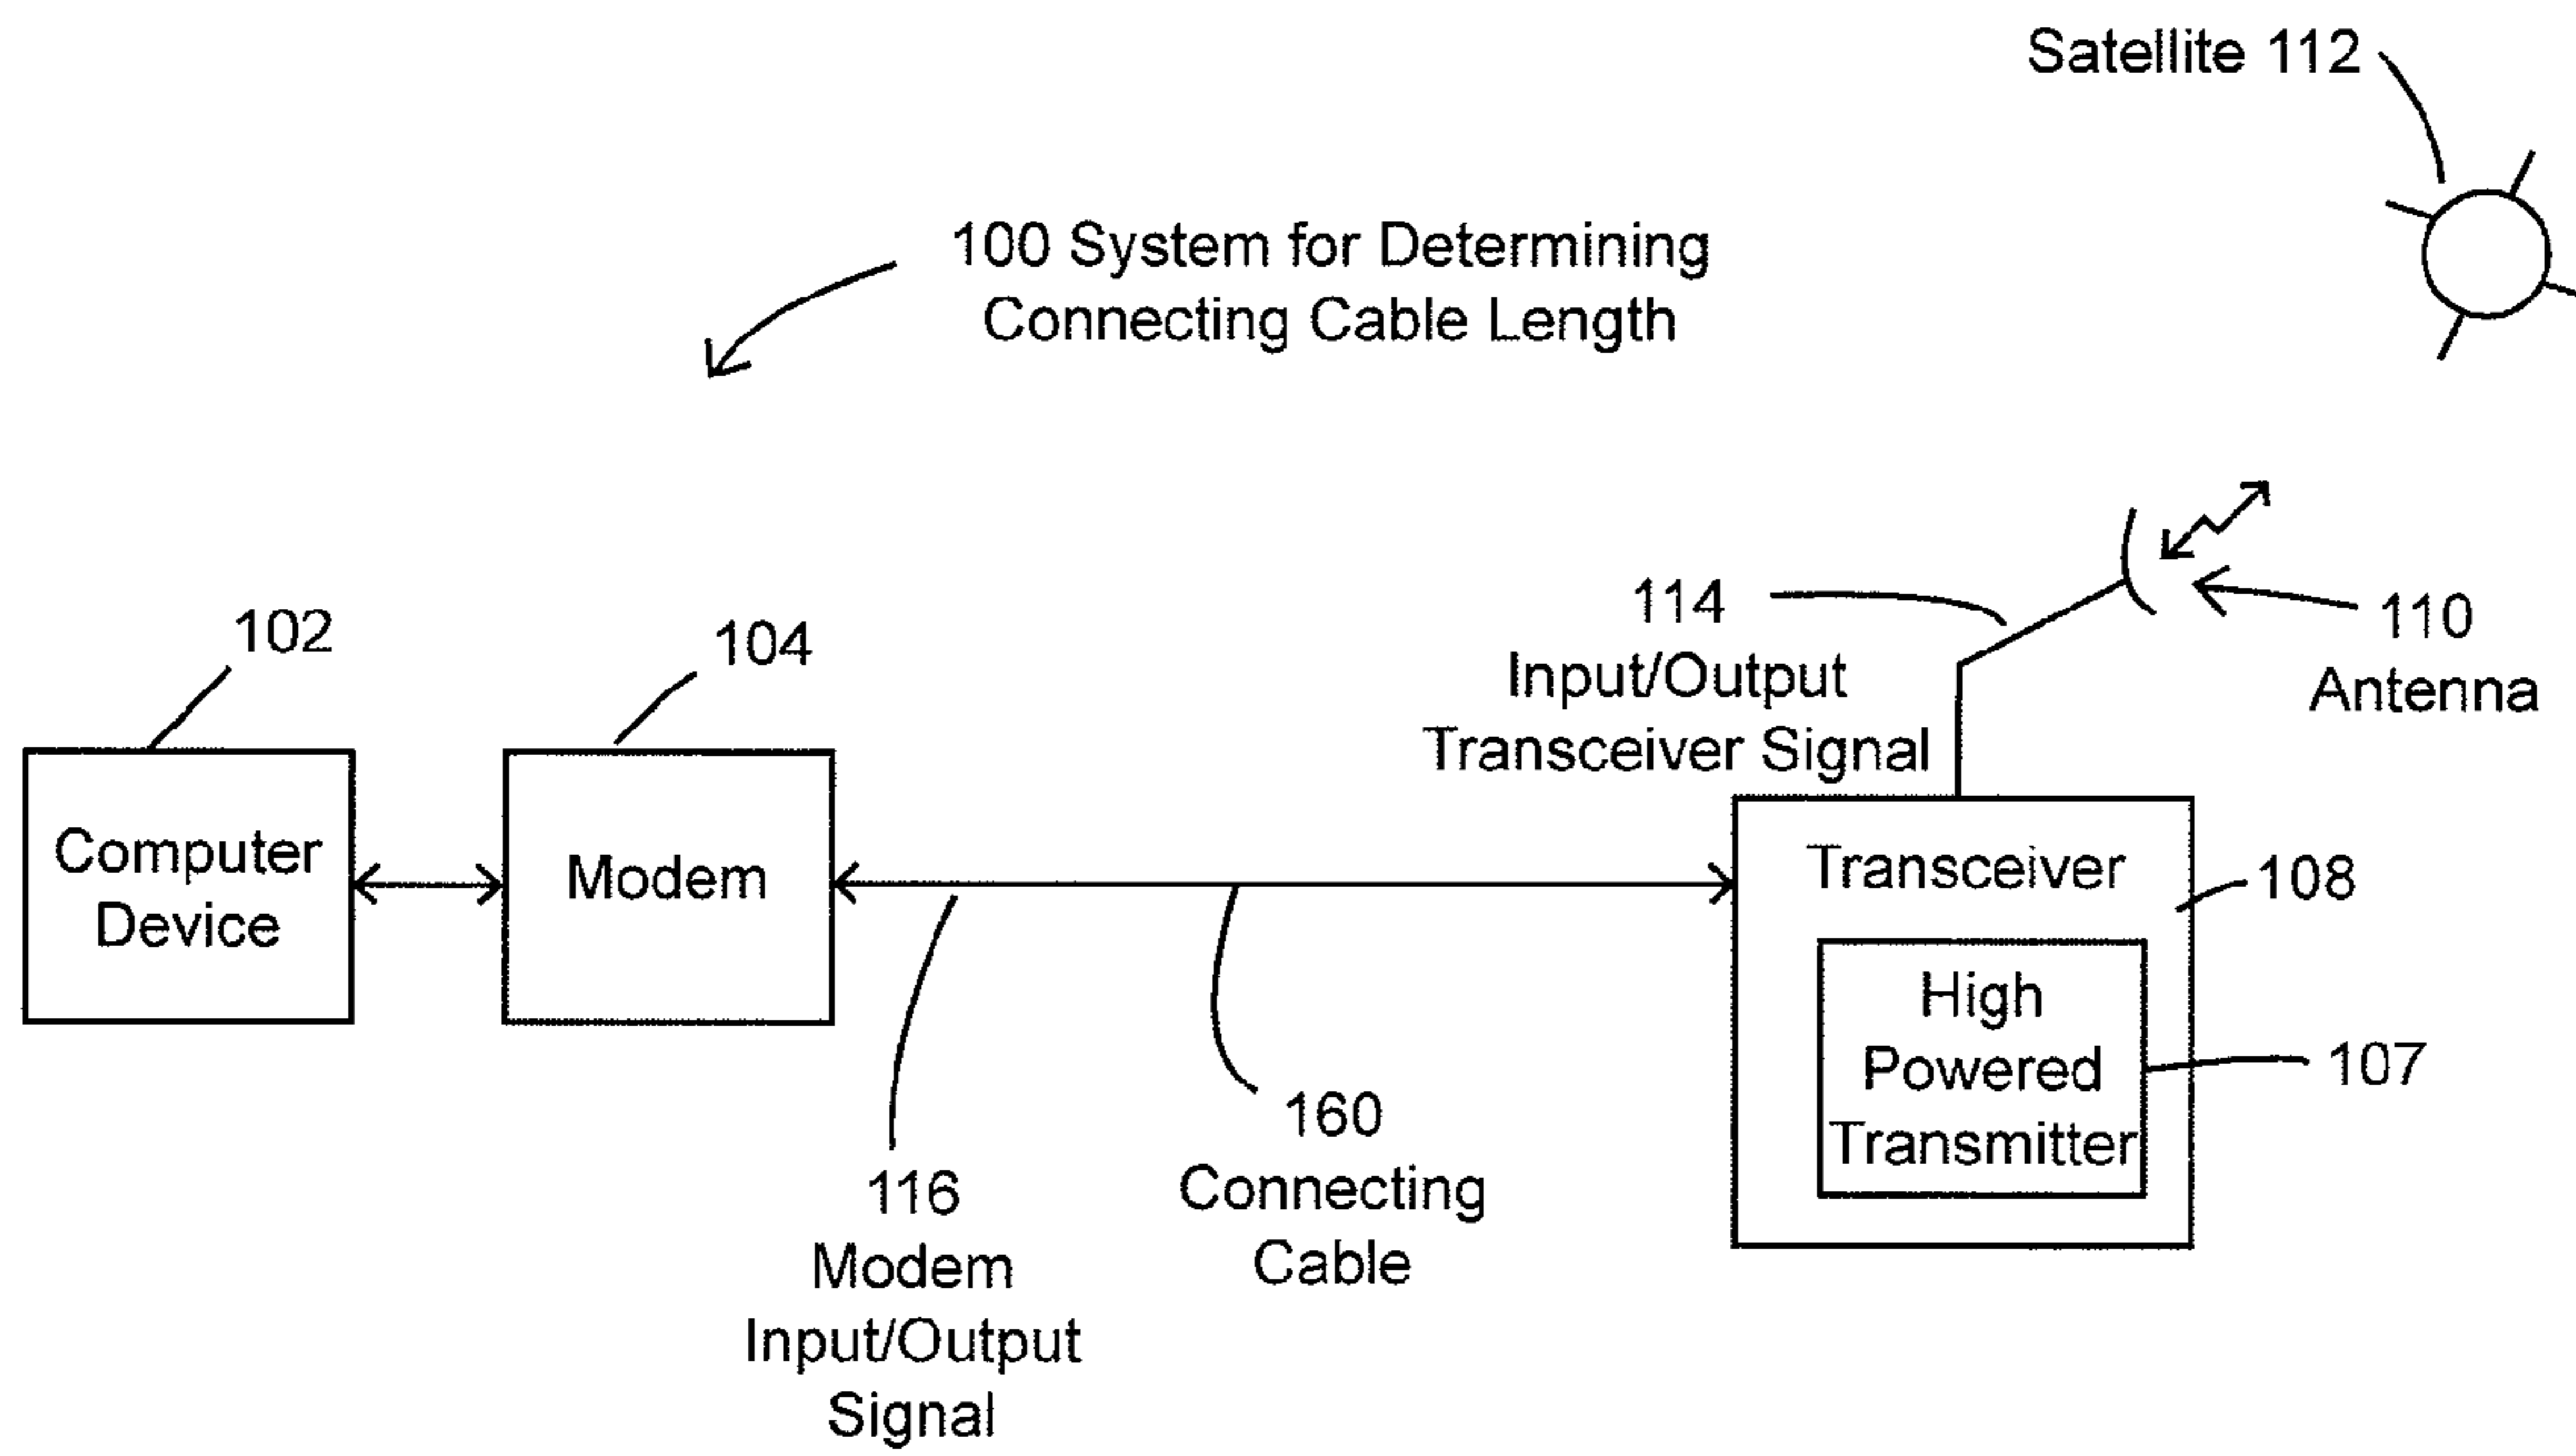 Satellite 112
100 System for Determining
Connecting Cable Length
102
104
114
Input/Output
Transceiver Signal
110
Antenna
Computer
Device
Modem
Transceiver
108
High
Powered
Transmitter
107
116
Modem
Input/Output
Signal
160
Connecting
Cable